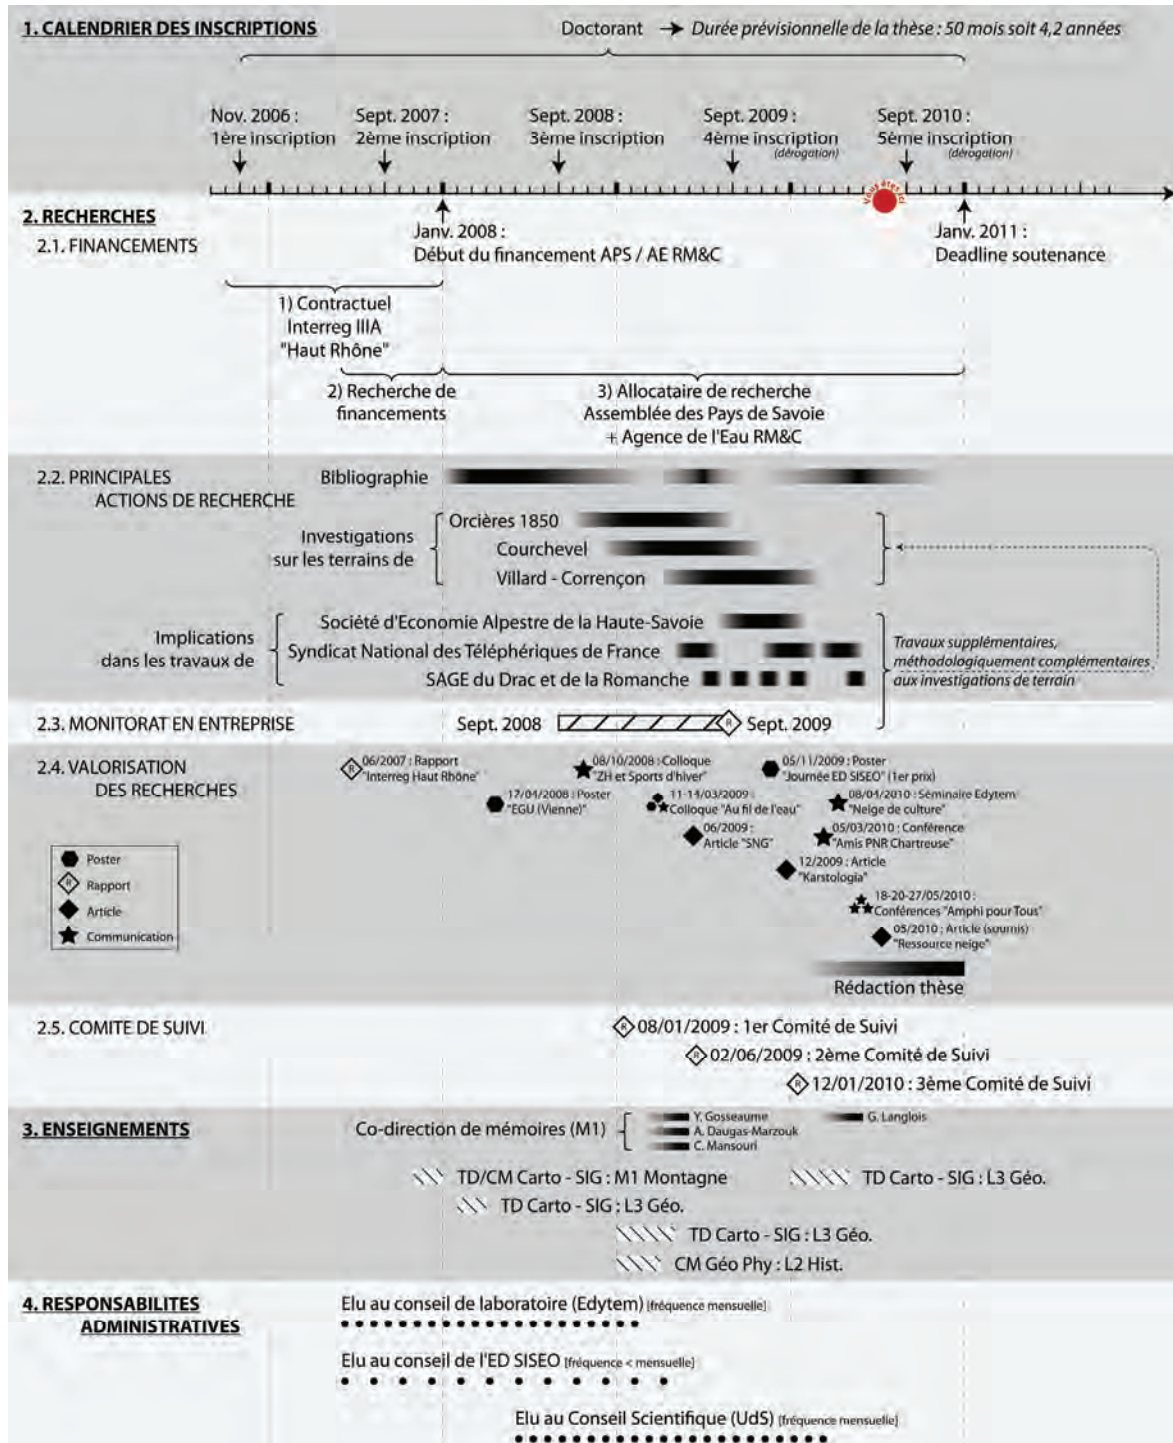 1. CALENDRIER DES INSCRIPTIONS
Doctorant → Durée prévisionnelle de la thèse : 50 mois soit 4,2 années
Nov. 2006 :
1ère inscription
Sept. 2007 :
2ème inscription
Sept. 2008 :
3ème inscription
Sept. 2009 :
4ème inscription
(dérogation)
Sept. 2010 :
5ème inscription
(dérogation)
Vous êtes ici
2. RECHERCHES
2.1. FINANCEMENTS
Janv. 2008 :
Début du financement APS / AE RM&C
Janv. 2011 :
Deadline soutenance
1) Contractuel
Interreg IIIA
"Haut Rhône"
2) Recherche de
financements
3) Allocataire de recherche
Assemblée des Pays de Savoie
+ Agence de l'Eau RM&C
2.2. PRINCIPALES
ACTIONS DE RECHERCHE
Bibliographie
Investigations
sur les terrains de
Orcières 1850
Courchevel
Villard - Corrençon
Implications
dans les travaux de
Société d'Economie Alpestre de la Haute-Savoie
Syndicat National des Téléphériques de France
SAGE du Drac et de la Romanche
Travaux supplémentaires,
méthodologiquement complémentaires
aux investigations de terrain
2.3. MONITORAT EN ENTREPRISE
Sept. 2008
R
Sept. 2009
2.4. VALORISATION
DES RECHERCHES
R
06/2007 : Rapport
"Interreg Haut Rhône"
08/10/2008 : Colloque
"ZH et Sports d'hiver"
05/11/2009 : Poster
"Journée ED SISEO" (1er prix)
17/04/2008 : Poster
"EGU (Vienne)"
11-14/03/2009 :
Colloque "Au fil de l'eau"
08/04/2010 : Séminaire Edytem
"Neige de culture"
06/2009 :
Article "SNG"
05/03/2010 : Conférence
"Amis PNR Chartreuse"
12/2009 : Article
"Karstologia"
18-20-27/05/2010 :
Conférences "Amphi pour Tous"
05/2010 : Article (soumis)
"Ressource neige"
Poster
R
Rapport
Article
Communication
Rédaction thèse
2.5. COMITE DE SUIVI
R
08/01/2009 : 1er Comité de Suivi
R
02/06/2009 : 2ème Comité de Suivi
R
12/01/2010 : 3ème Comité de Suivi
3. ENSEIGNEMENTS
Co-direction de mémoires (M1)
Y. Gosseaume
A. Daugas-Marzouk
C. Mansouri
G. Langlois
TD/CM Carto - SIG : M1 Montagne
TD Carto - SIG : L3 Géo.
TD Carto - SIG : L3 Géo.
TD Carto - SIG : L3 Géo.
CM Géo Phy : L2 Hist.
4. RESPONSABILITES
ADMINISTRATIVES
Elu au conseil de laboratoire (Edytem) [fréquence mensuelle]
Elu au conseil de l'ED SISEO [fréquence < mensuelle]
Elu au Conseil Scientifique (UdS) [fréquence mensuelle]